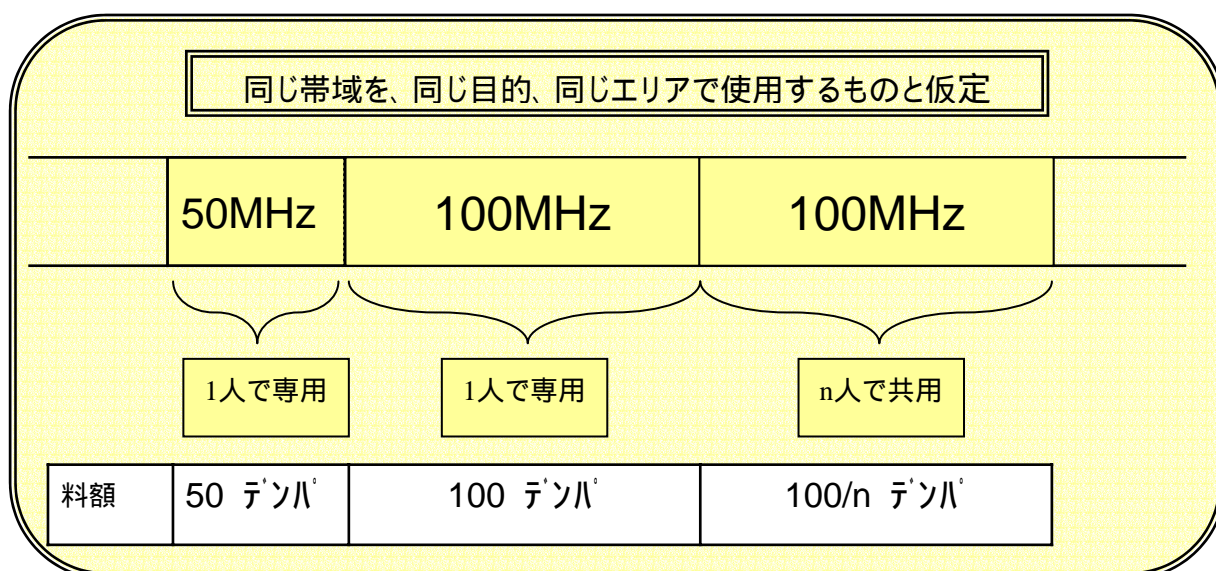 同じ帯域を、同じ目的、同じエリアで使用するものと仮定
50MHz 100MHz 100MHz
1人で専用 1人で専用 n人で共用
料額 50 ﾃﾞﾝﾊﾟ 100 ﾃﾞﾝﾊﾟ 100/n ﾃﾞﾝﾊﾟ